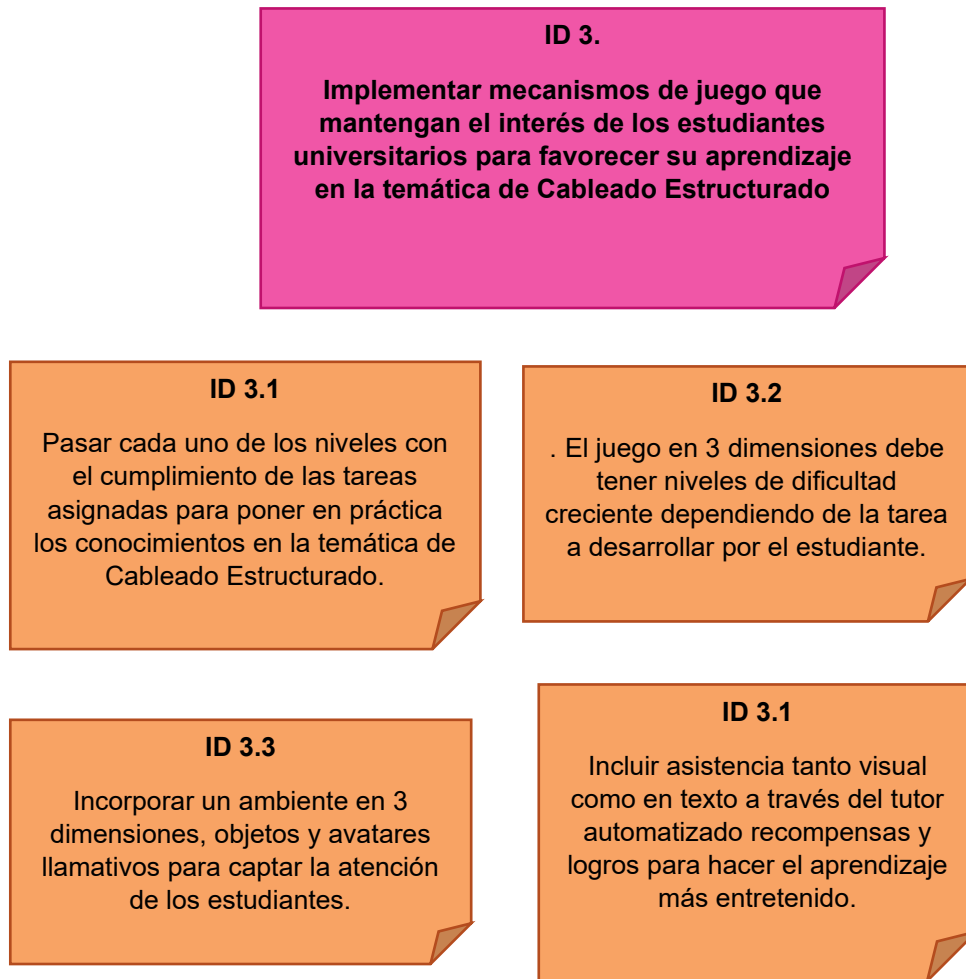 ID 3.
Implementar mecanismos de juego que
mantengan el interés de los estudiantes
universitarios para favorecer su aprendizaje
en la temática de Cableado Estructurado
ID 3.1
Pasar cada uno de los niveles con
el cumplimiento de las tareas
asignadas para poner en práctica
los conocimientos en la temática de
Cableado Estructurado.
ID 3.2
. El juego en 3 dimensiones debe
tener niveles de dificultad
creciente dependiendo de la tarea
a desarrollar por el estudiante.
ID 3.3
Incorporar un ambiente en 3
dimensiones, objetos y avatares
llamativos para captar la atención
de los estudiantes.
ID 3.1
Incluir asistencia tanto visual
como en texto a través del tutor
automatizado recompensas y
logros para hacer el aprendizaje
más entretenido.